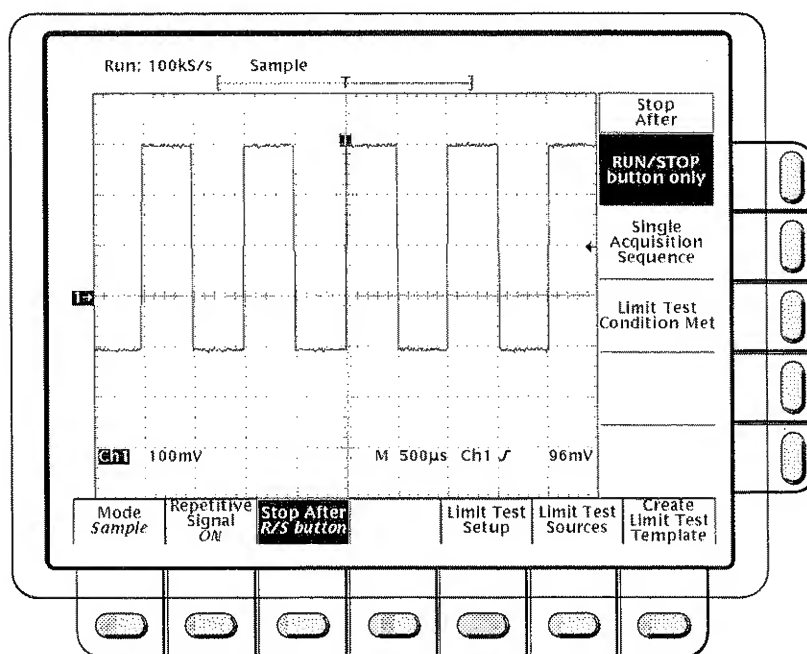 Run: 100kS/s Sample
T
Stop
After
T
RUN/STOP
button only
Single
Acquisition
Sequence
1
Limit Test
Condition Met
Ch1 100mV M 500µs Ch1 96mV
Mode
Sample
Repetitive
Signal
ON
Stop After
R/S button
Limit Test
Setup
Limit Test
Sources
Create
Limit Test
Template